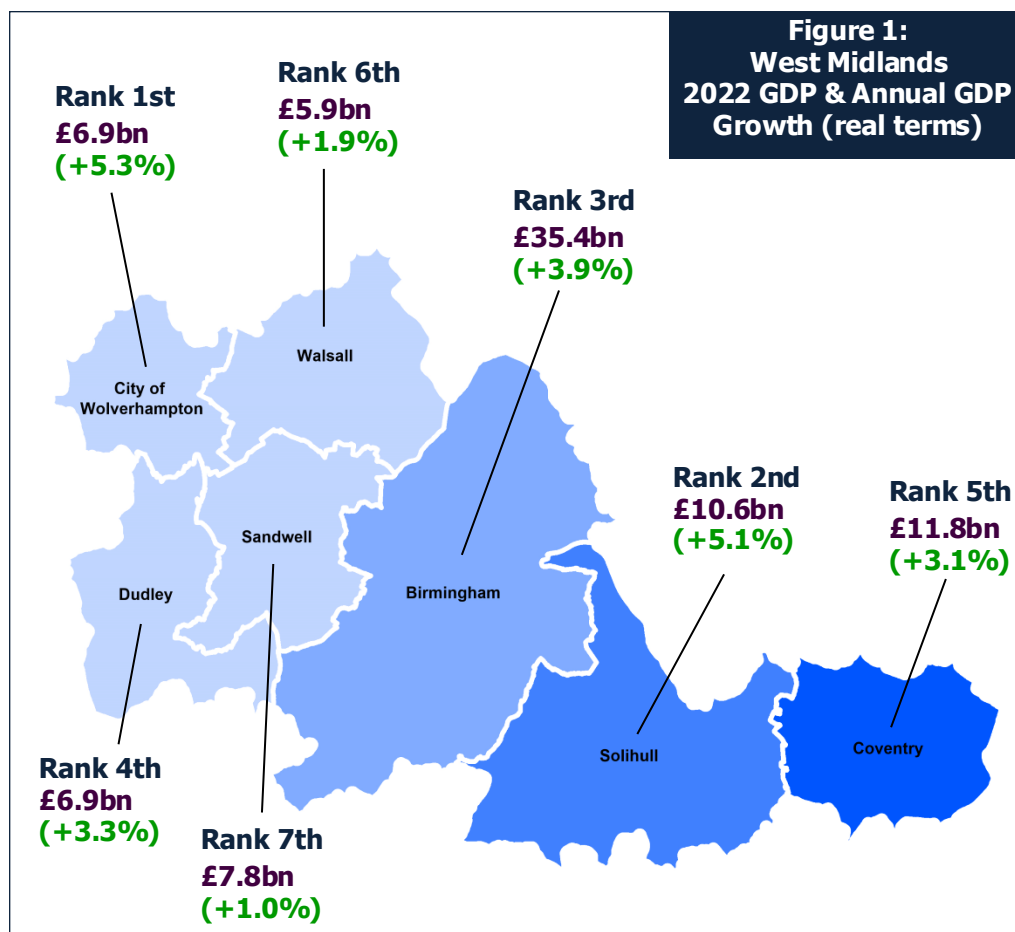 Figure 1:
West Midlands
2022 GDP & Annual GDP
Growth (real terms)
Rank 1st
£6.9bn
(+5.3%)
Rank 6th
£5.9bn
(+1.9%)
Rank 3rd
£35.4bn
(+3.9%)
Rank 2nd
£10.6bn
(+5.1%)
Rank 5th
£11.8bn
(+3.1%)
Walsall
City of
Wolverhampton
Sandwell
Dudley
Birmingham
Solihull
Coventry
Rank 4th
£6.9bn
(+3.3%)
Rank 7th
£7.8bn
(+1.0%)